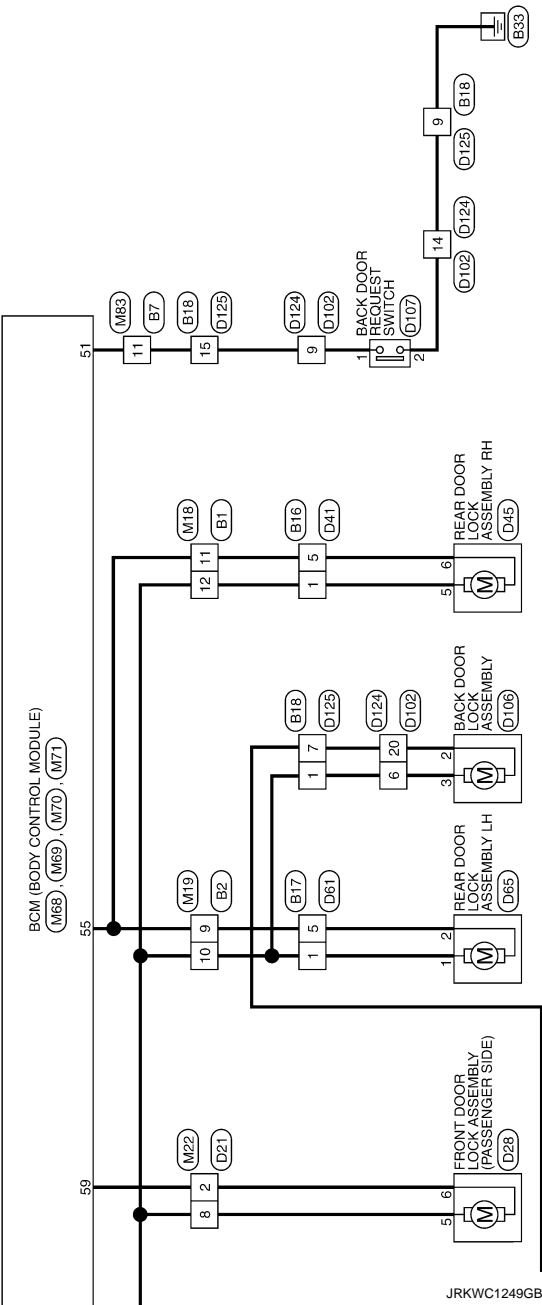 BCM (BODY CONTROL MODULE)
M68 , M69 , M70 , M71
59
55
51
M22
2
8
D21
M19
9
10
B2
M18
11
12
B1
M83
11
B7
B18
15
D125
D124
9
D102
B17
5
1
D61
B18
7
1
D125
D124
20
6
D102
B16
5
1
D41
BACK DOOR
REQUEST
SWITCH
D107
1
2
D124
14
D102
B18
9
D125
B33
FRONT DOOR
LOCK ASSEMBLY
(PASSENGER SIDE)
D28
5
6
M
REAR DOOR
LOCK
ASSEMBLY LH
D65
1
2
M
BACK DOOR
LOCK
ASSEMBLY
D106
3
2
M
REAR DOOR
LOCK
ASSEMBLY RH
D45
5
6
M
JRKWC1249GB